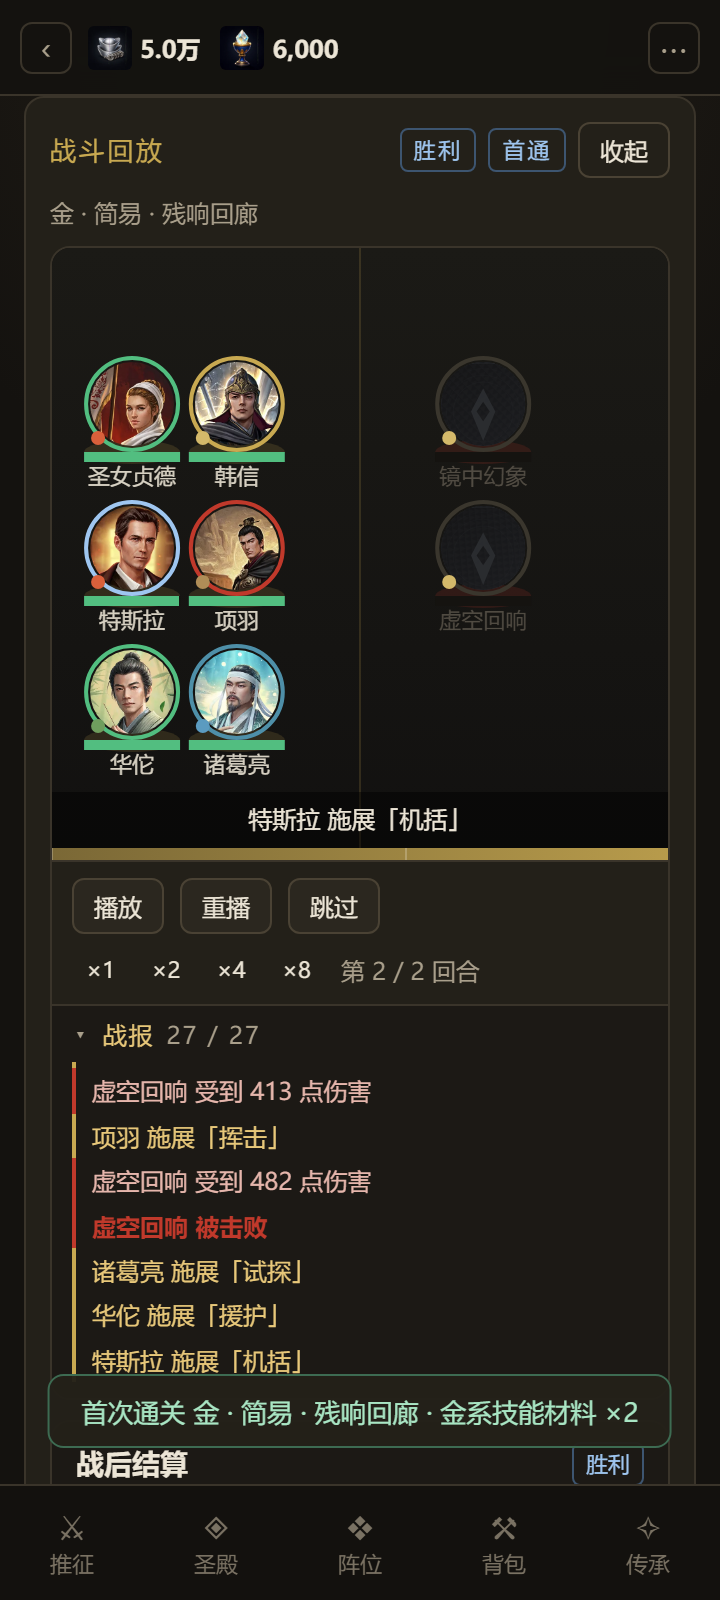 5.0万
6,000
战斗回放
胜利
首通
收起
金 · 简易 · 残响回廊
圣女贞德
韩信
镜中幻象
特斯拉
项羽
虚空回响
华佗
诸葛亮
特斯拉 施展「机括」
播放
重播
跳过
×1
×2
×4
×8
第 2 / 2 回合
战报 27 / 27
虚空回响 受到 413 点伤害
项羽 施展「挥击」
虚空回响 受到 482 点伤害
虚空回响 被击败
诸葛亮 施展「试探」
华佗 施展「援护」
特斯拉 施展「机括」
首次通关 金 · 简易 · 残响回廊 · 金系技能材料 ×2
战后结算
胜利
推征
圣殿
阵位
背包
传承